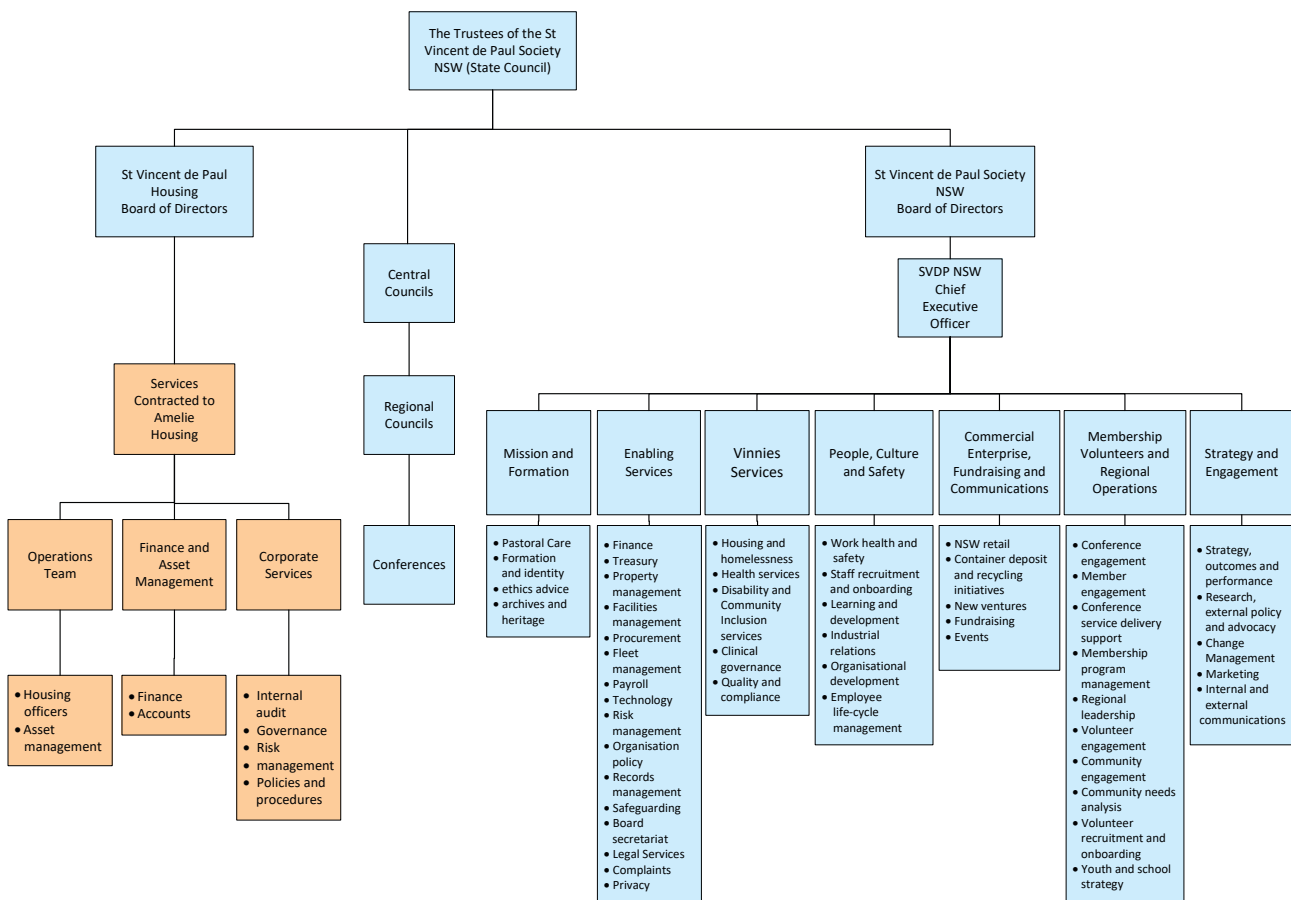 The Trustees of the St
Vincent de Paul Society
NSW (State Council)
St Vincent de Paul
Housing
Board of Directors
St Vincent de Paul Society
NSW
Board of Directors
Central
Councils
SVDP NSW
Chief
Executive
Officer
Services
Contracted to
Amelie
Housing
Regional
Councils
Conferences
Operations
Team
Finance and
Asset
Management
Corporate
Services
• Housing
officers
• Asset
management
• Finance
• Accounts
• Internal
audit
• Governance
• Risk
• management
• Policies and
procedures
Mission and
Formation
Enabling
Services
Vinnies
Services
People, Culture
and Safety
Commercial
Enterprise,
Fundraising and
Communications
Membership
Volunteers and
Regional
Operations
Strategy and
Engagement
• Pastoral Care
• Formation
and identity
• ethics advice
• archives and
heritage
• Finance
• Treasury
• Property
management
• Facilities
management
• Procurement
• Fleet
management
• Payroll
• Technology
• Risk
management
• Organisation
policy
• Records
management
• Safeguarding
• Board
secretariat
• Legal Services
• Complaints
• Privacy
• Housing and
homelessness
• Health services
• Disability and
Community
Inclusion
services
• Clinical
governance
• Quality and
compliance
• Work health and
safety
• Staff recruitment
and onboarding
• Learning and
development
• Industrial
relations
• Organisational
development
• Employee
life-cycle
management
• NSW retail
• Container deposit
and recycling
initiatives
• New ventures
• Fundraising
• Events
• Conference
engagement
• Member
engagement
• Conference
service delivery
support
• Membership
program
management
• Regional
leadership
• Volunteer
engagement
• Community
engagement
• Community needs
analysis
• Volunteer
recruitment and
onboarding
• Youth and school
strategy
• Strategy,
outcomes and
performance
• Research,
external policy
and advocacy
• Change
Management
• Marketing
• Internal and
external
communications